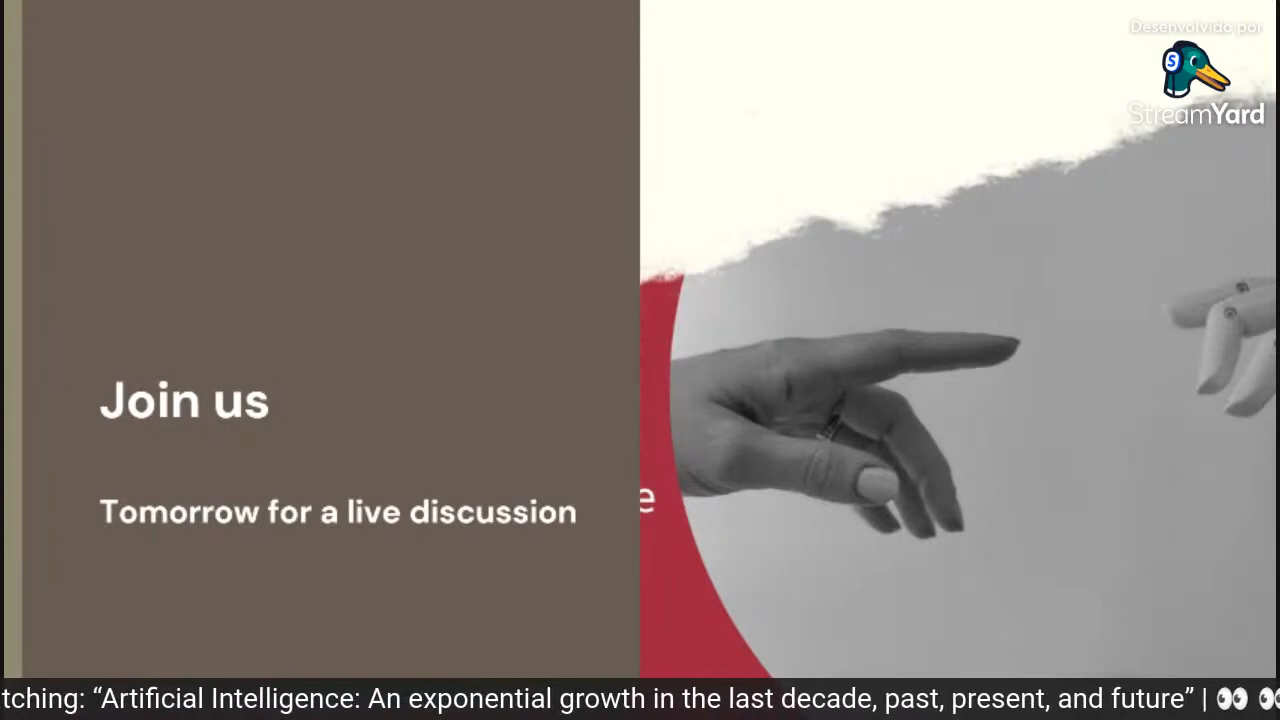 Desenvolvido por
StreamYard
Join us
Tomorrow for a live discussion
e
tching: “Artificial Intelligence: An exponential growth in the last decade, past, present, and future” | 👀 👀